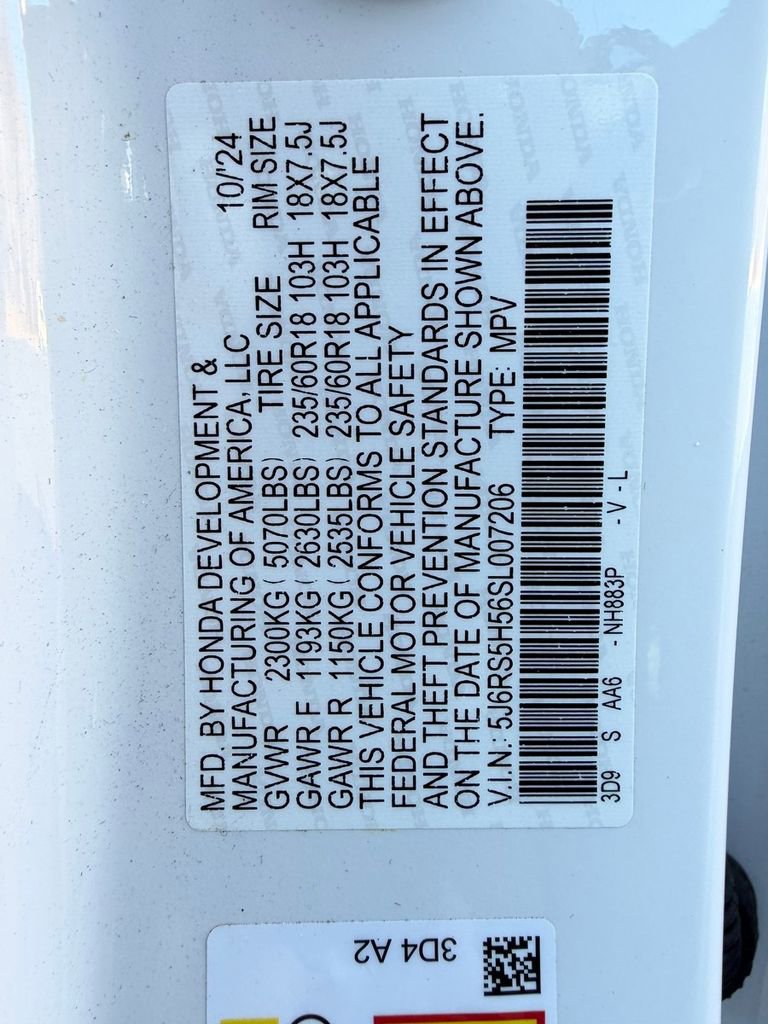 MFD. BY HONDA DEVELOPMENT &
MANUFACTURING OF AMERICA, LLC 10/'24
GVWR 2300KG ( 5070LBS) TIRE SIZE RIM SIZE
GAWR F 1193KG ( 2630LBS) 235/60R18 103H 18X7.5J
GAWR R 1150KG ( 2535LBS) 235/60R18 103H 18X7.5J
THIS VEHICLE CONFORMS TO ALL APPLICABLE
FEDERAL MOTOR VEHICLE SAFETY
AND THEFT PREVENTION STANDARDS IN EFFECT
ON THE DATE OF MANUFACTURE SHOWN ABOVE.
V.I.N.: 5J6RS5H56SL007206 TYPE: MPV
3D9 S AA6 - NH883P - V - L
3D4 A2